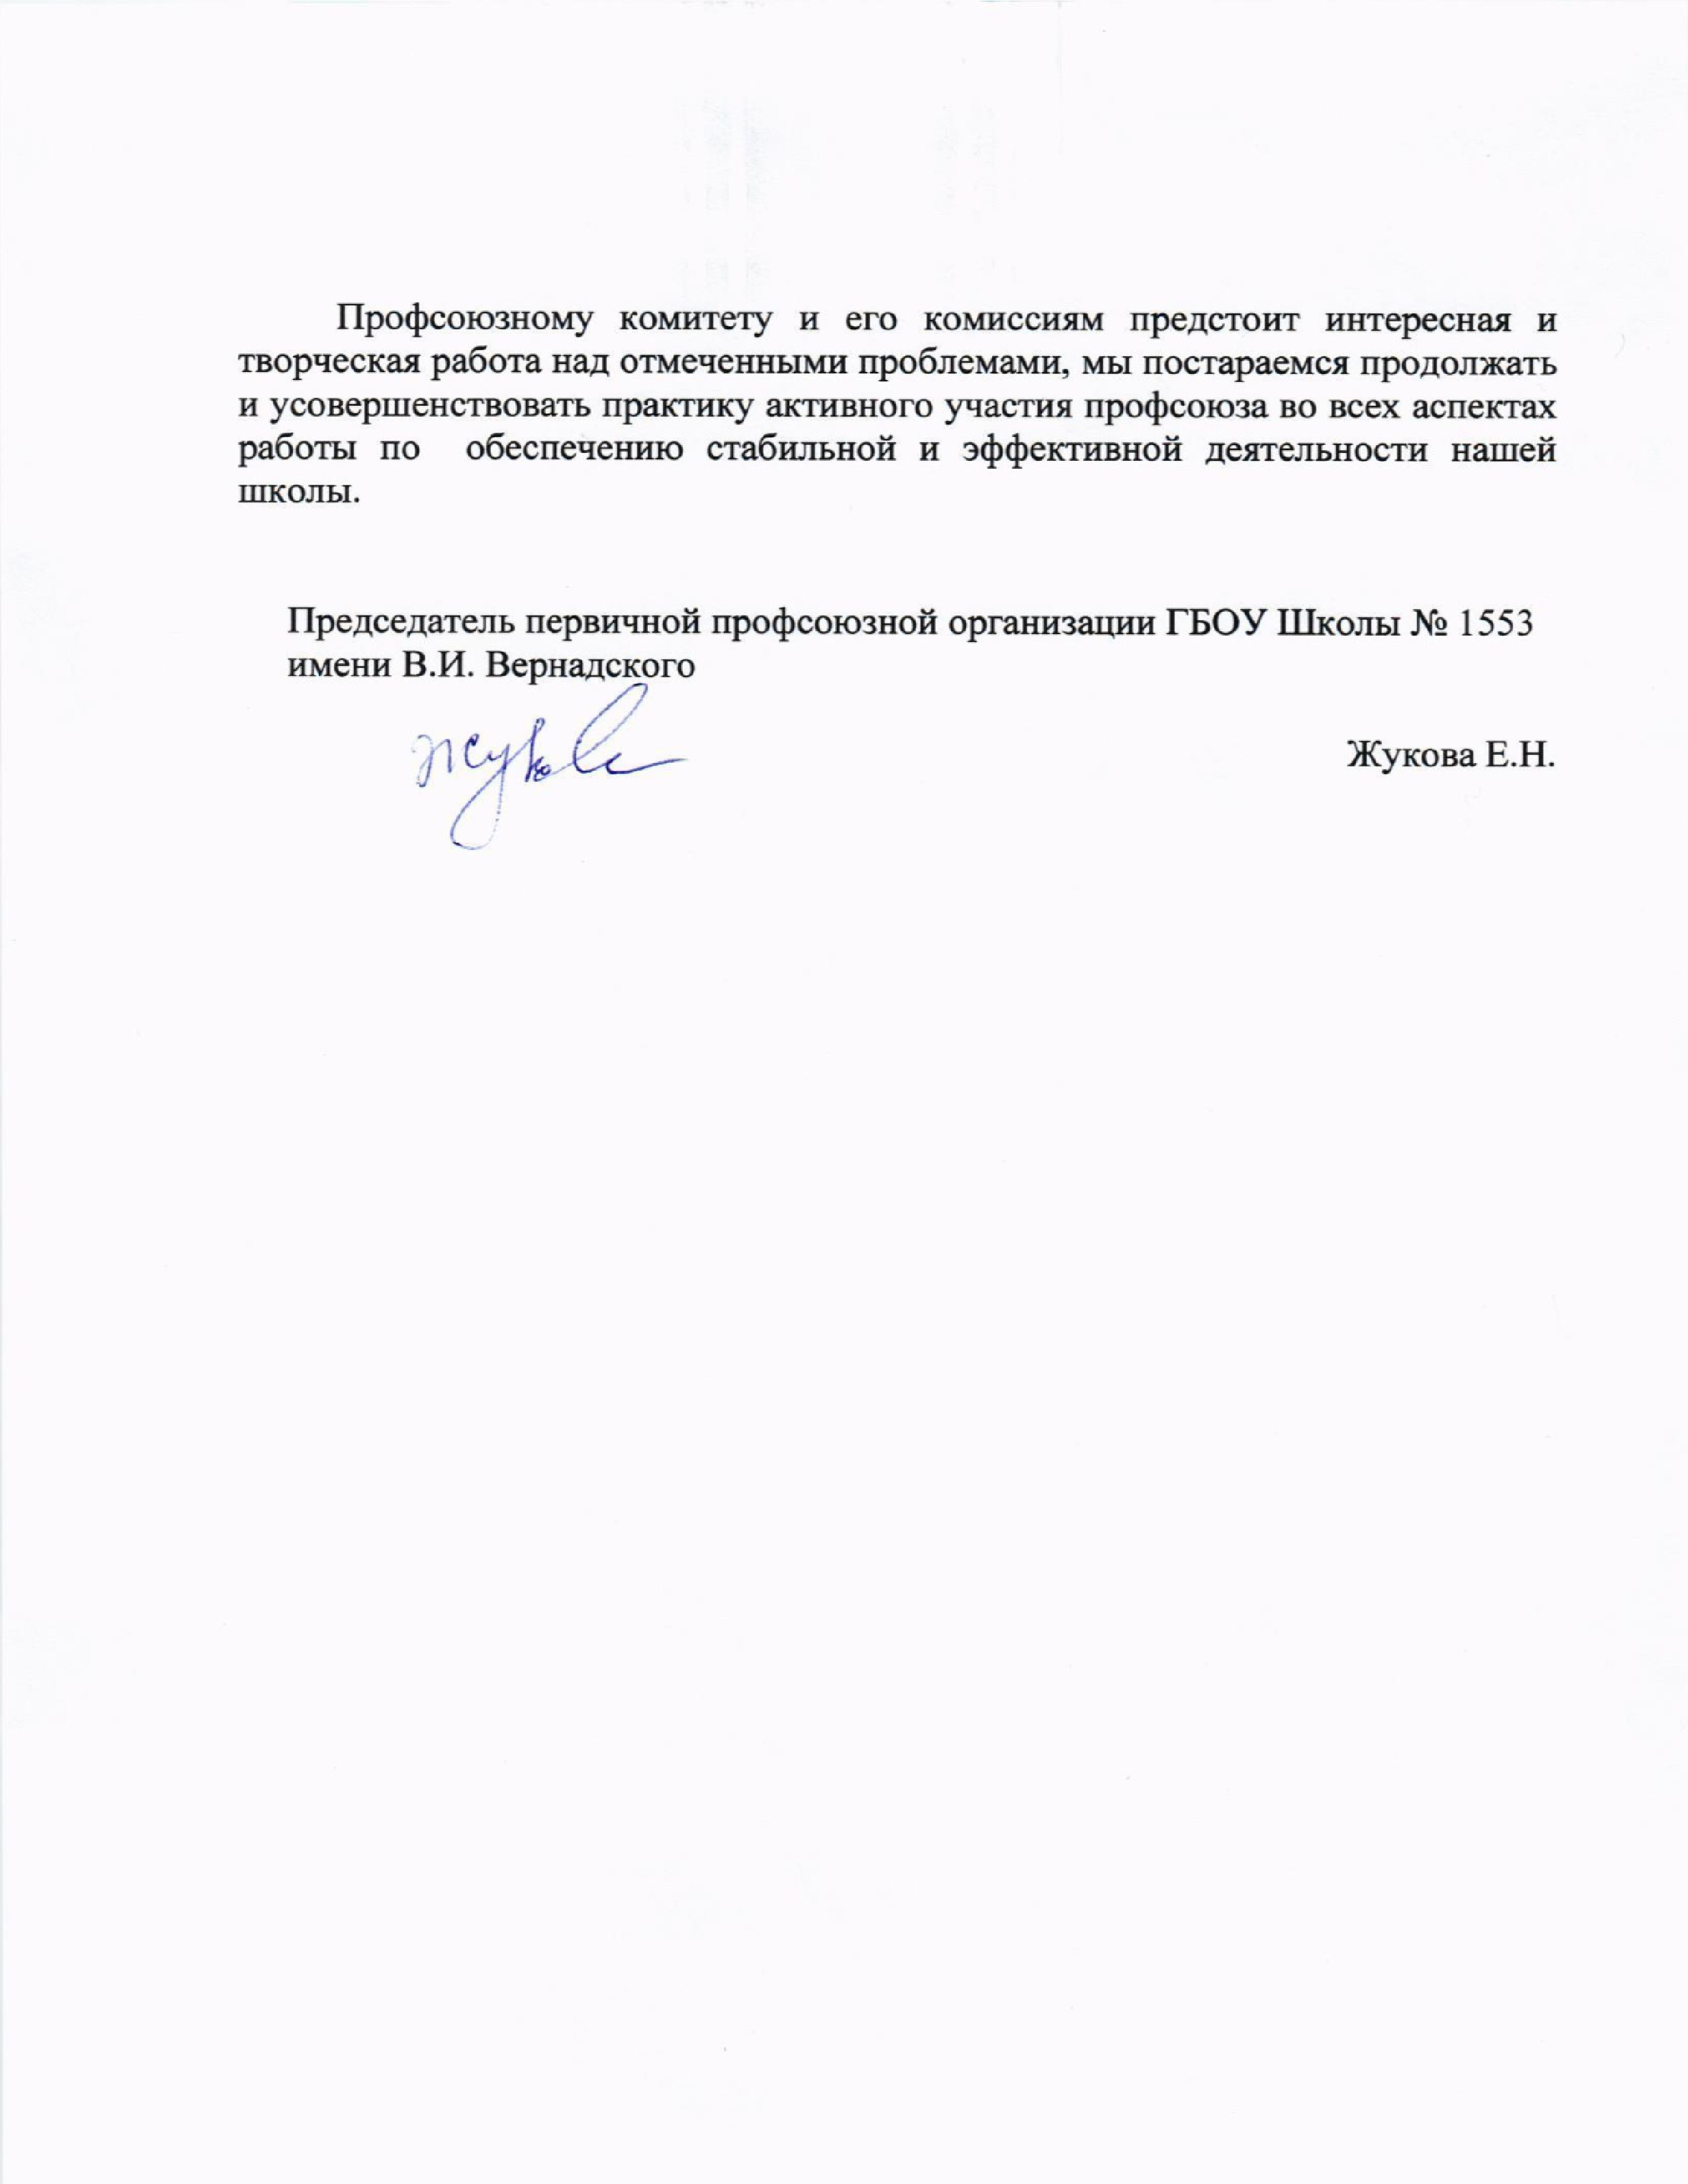 Профсоюзному комитету и его комиссиям предстоит интересная и
творческая работа над отмеченными проблемами, мы постараемся продолжать
и усовершенствовать практику активного участия профсоюза во всех аспектах
работы по обеспечению стабильной и эффективной деятельности нашей
школы.
Председатель первичной профсоюзной организации ГБОУ Школы № 1553
имени В.И. Вернадского
Жукова
Жукова Е.Н.